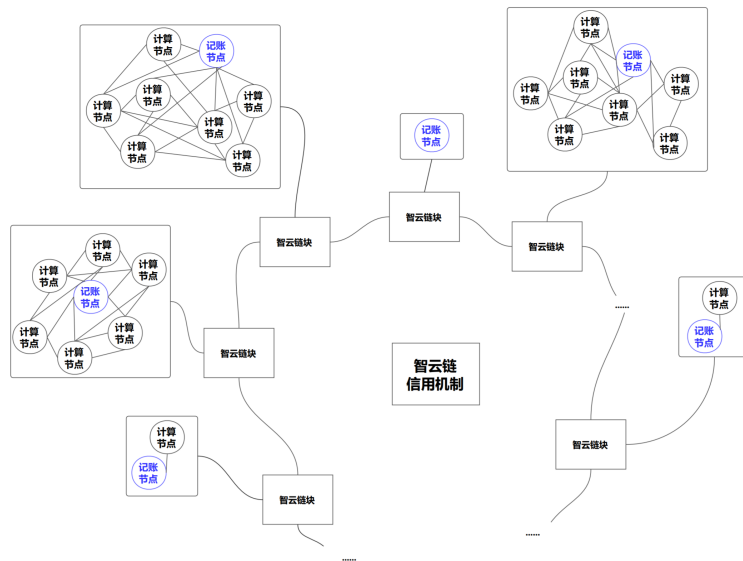 计算
节点
记账
节点
计算
节点
计算
节点
计算
节点
计算
节点
计算
节点
计算
节点
记账
节点
计算
节点
记账
节点
计算
节点
计算
节点
计算
节点
计算
节点
计算
节点
计算
节点
智云链块
智云链块
智云链块
计算
节点
计算
节点
计算
节点
记账
节点
计算
节点
计算
节点
计算
节点
......
计算
节点
记账
节点
智云链块
智云链
信用机制
计算
节点
记账
节点
智云链块
智云链块
......
......